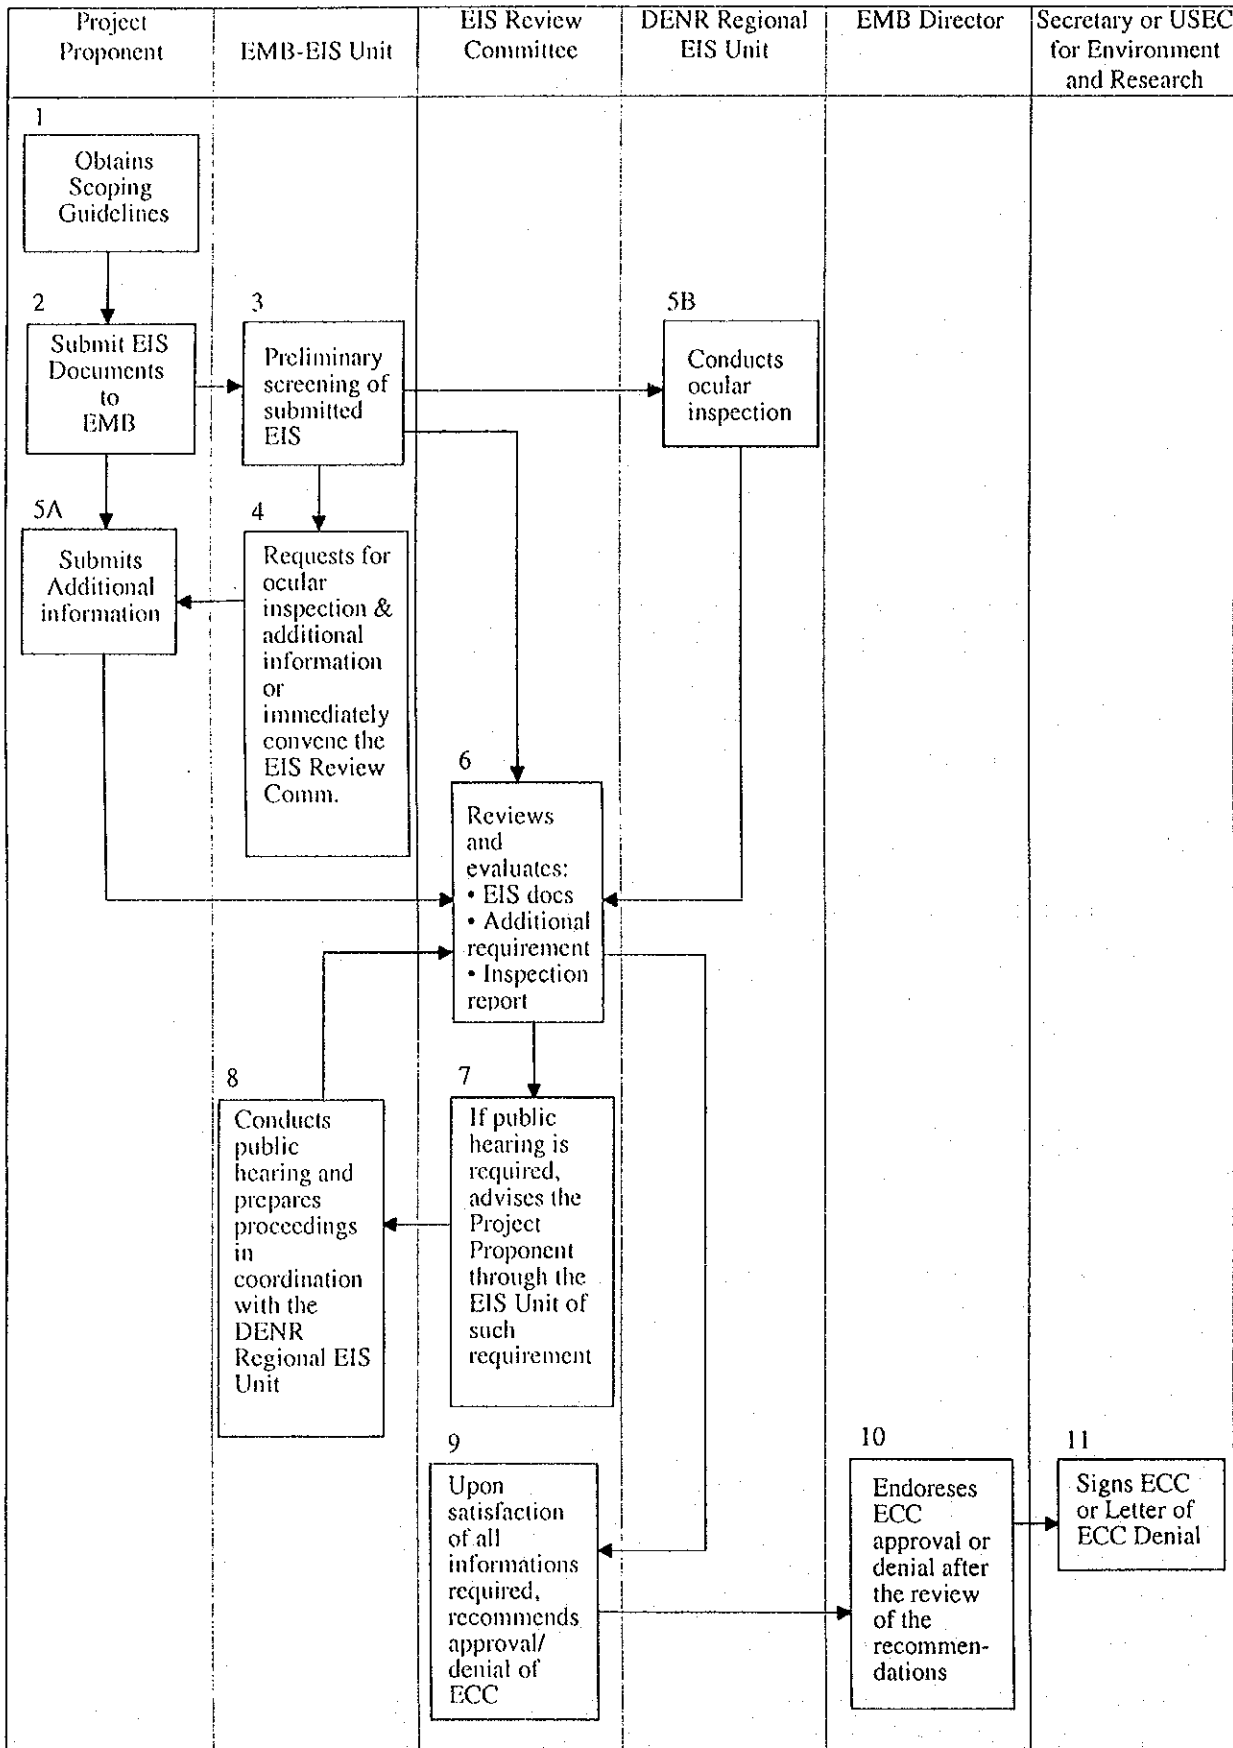 Project
Proponent
EMB-EIS Unit
EIS Review
Committee
DENR Regional
EIS Unit
EMB Director
Secretary or USEC
for Environment
and Research
1
Obtains
Scoping
Guidelines
2
Submit EIS
Documents
to
EMB
3
Preliminary
screening of
submitted
EIS
5B
Conducts
ocular
inspection
5A
Submits
Additional
information
4
Requests for
ocular
inspection &
additional
information
or
immediately
convene the
EIS Review
Comm.
6
Reviews
and
evaluates:
• EIS docs
• Additional
requirement
• Inspection
report
8
Conducts
public
hearing and
prepares
proceedings
in
coordination
with the
DENR
Regional EIS
Unit
7
If public
hearing is
required,
advises the
Project
Proponent
through the
EIS Unit of
such
requirement
9
Upon
satisfaction
of all
informations
required,
recommends
approval/
denial of
ECC
10
Endoreses
ECC
approval or
denial after
the review
of the
recommen-
dations
11
Signs ECC
or Letter of
ECC Denial